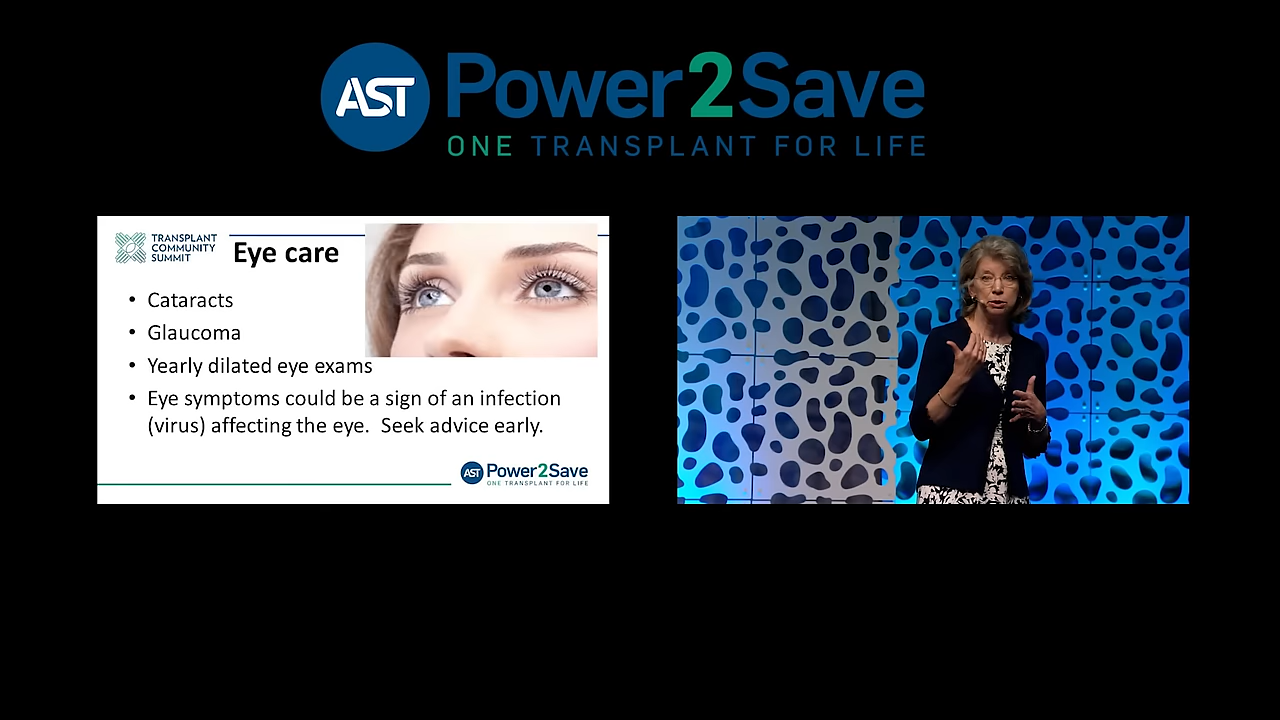 AST Power2Save
ONE TRANSPLANT FOR LIFE
TRANSPLANT
COMMUNITY
SUMMIT
Eye care
• Cataracts
• Glaucoma
• Yearly dilated eye exams
• Eye symptoms could be a sign of an infection
(virus) affecting the eye.  Seek advice early.
AST Power2Save
ONE TRANSPLANT FOR LIFE